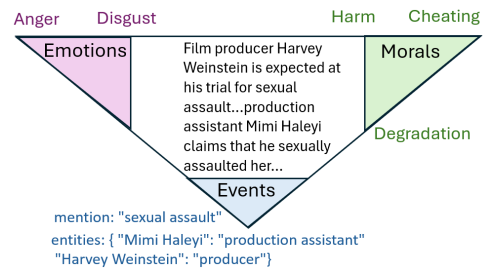 Anger Disgust Harm Cheating
Emotions Morals
Film producer Harvey
Weinstein is expected at
his trial for sexual
assault...production
assistant Mimi Haleyi
claims that he sexually
assaulted her...
Degradation
Events
mention: "sexual assault"
entities: { "Mimi Haleyi": "production assistant"
"Harvey Weinstein": "producer"}